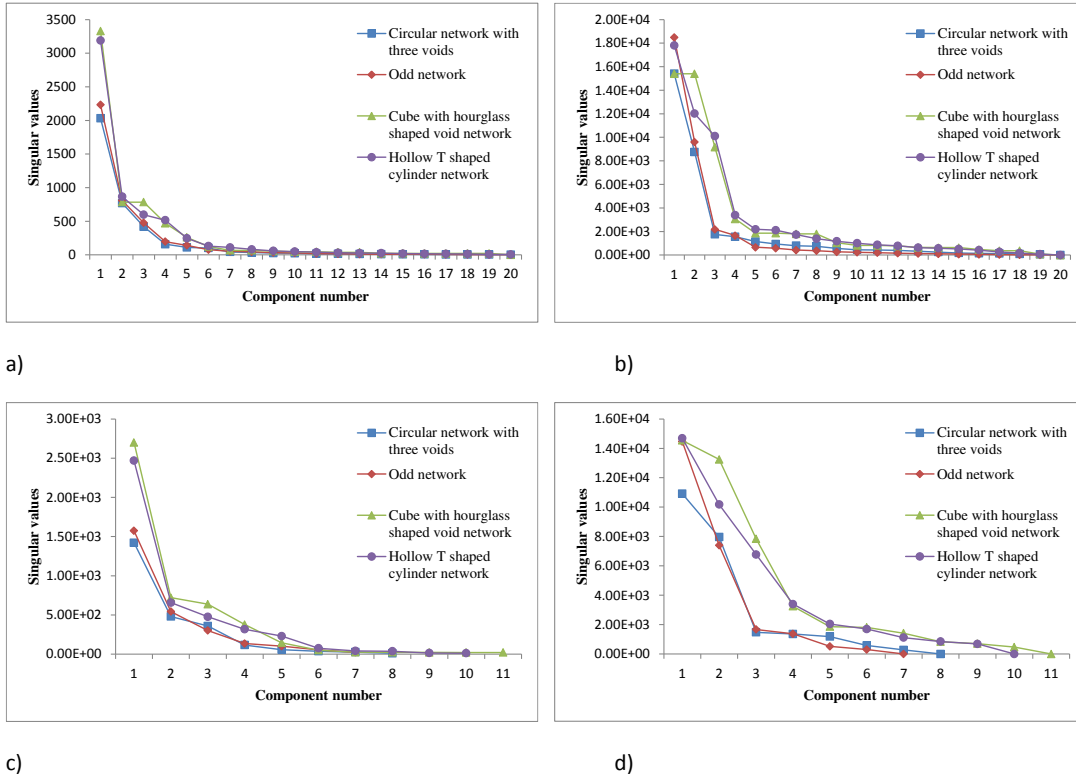 3500
3000
2500
2000
1500
1000
500
0
Singular values
1 2 3 4 5 6 7 8 9 10 11 12 13 14 15 16 17 18 19 20
Component number
Circular network with
three voids
Odd network
Cube with hourglass
shaped void network
Hollow T shaped
cylinder network
a)
2.00E+04
1.80E+04
1.60E+04
1.40E+04
1.20E+04
1.00E+04
8.00E+03
6.00E+03
4.00E+03
2.00E+03
0.00E+00
Singular values
1 2 3 4 5 6 7 8 9 10 11 12 13 14 15 16 17 18 19 20
Component number
Circular network with
three voids
Odd network
Cube with hourglass
shaped void network
Hollow T shaped
cylinder network
b)
3.00E+03
2.50E+03
2.00E+03
1.50E+03
1.00E+03
5.00E+02
0.00E+00
Singular values
1 2 3 4 5 6 7 8 9 10 11
Component number
Circular network with
three voids
Odd network
Cube with hourglass
shaped void network
Hollow T shaped
cylinder network
c)
1.60E+04
1.40E+04
1.20E+04
1.00E+04
8.00E+03
6.00E+03
4.00E+03
2.00E+03
0.00E+00
Singular values
1 2 3 4 5 6 7 8 9 10 11
Component number
Circular network with
three voids
Odd network
Cube with hourglass
shaped void network
Hollow T shaped
cylinder network
d)